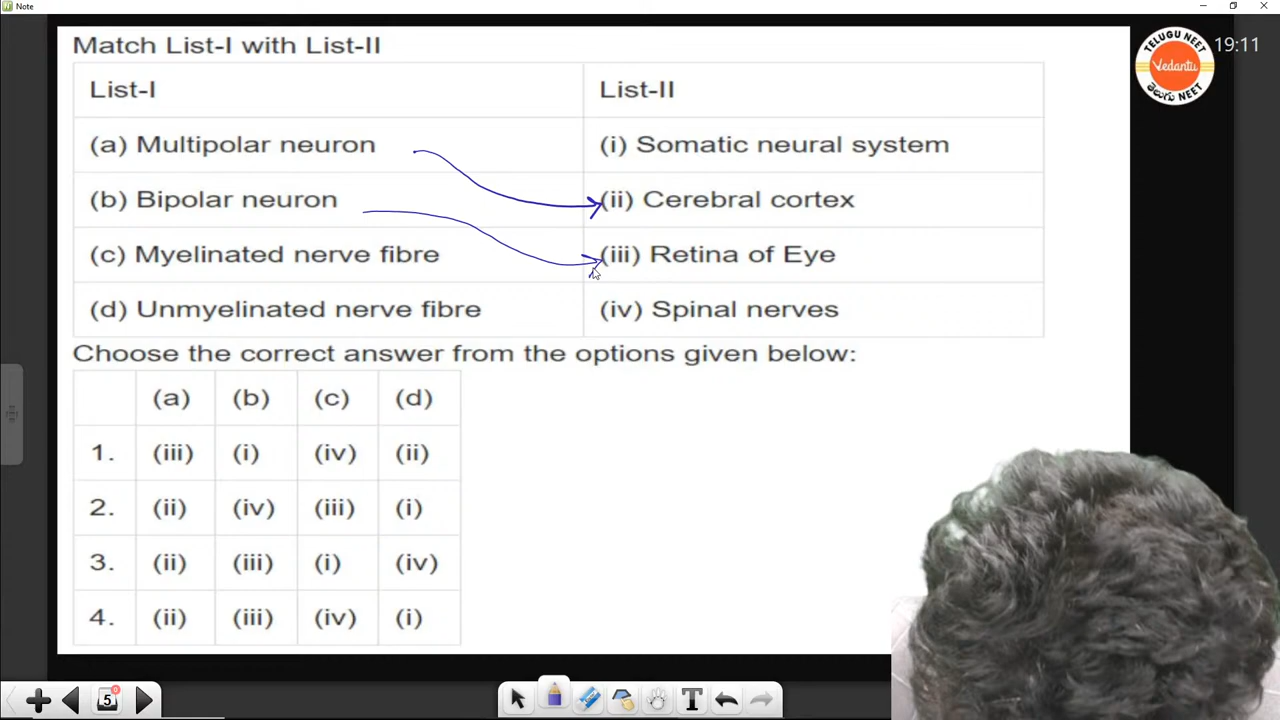 Note
Match List-I with List-II
List-I List-II
(a) Multipolar neuron (i) Somatic neural system
(b) Bipolar neuron (ii) Cerebral cortex
(c) Myelinated nerve fibre (iii) Retina of Eye
(d) Unmyelinated nerve fibre (iv) Spinal nerves
Choose the correct answer from the options given below:
(a) (b) (c) (d)
1. (iii) (i) (iv) (ii)
2. (ii) (iv) (iii) (i)
3. (ii) (iii) (i) (iv)
4. (ii) (iii) (iv) (i)
TELUGU NEET
Vedantu
తెలుగు NEET
19:11
5
0
T